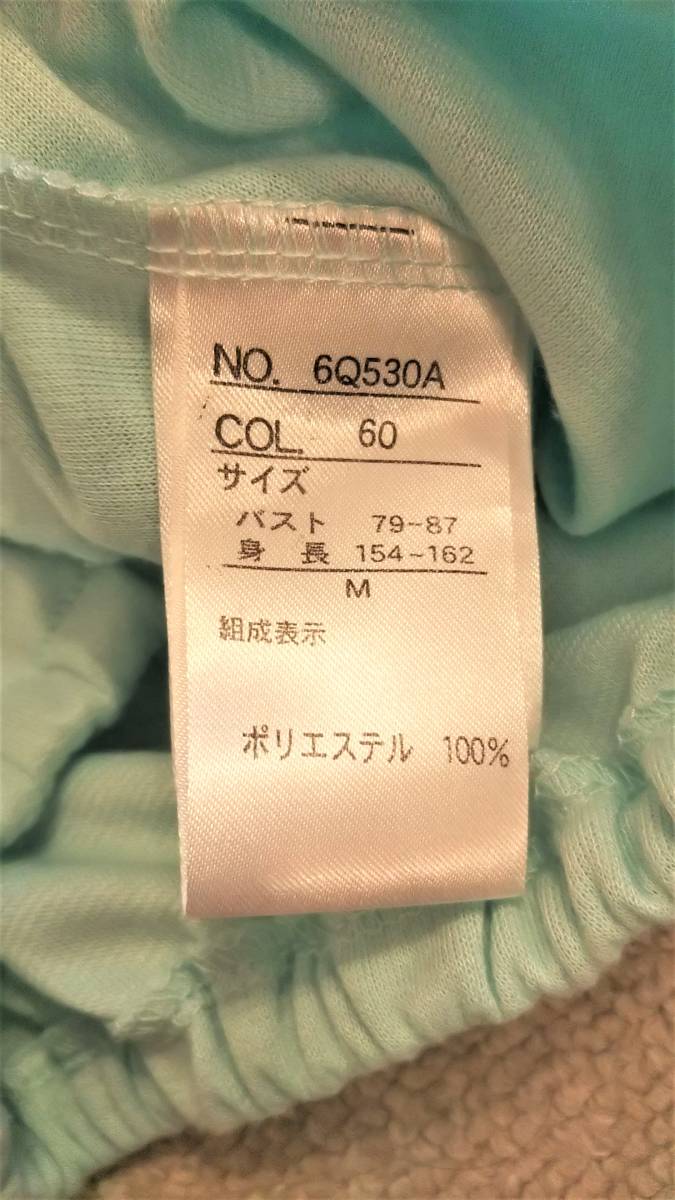 NO. 6Q530A
COL. 60
サイズ
バスト 79~87
身長 154~162
M
組成表示
ポリエステル 100%